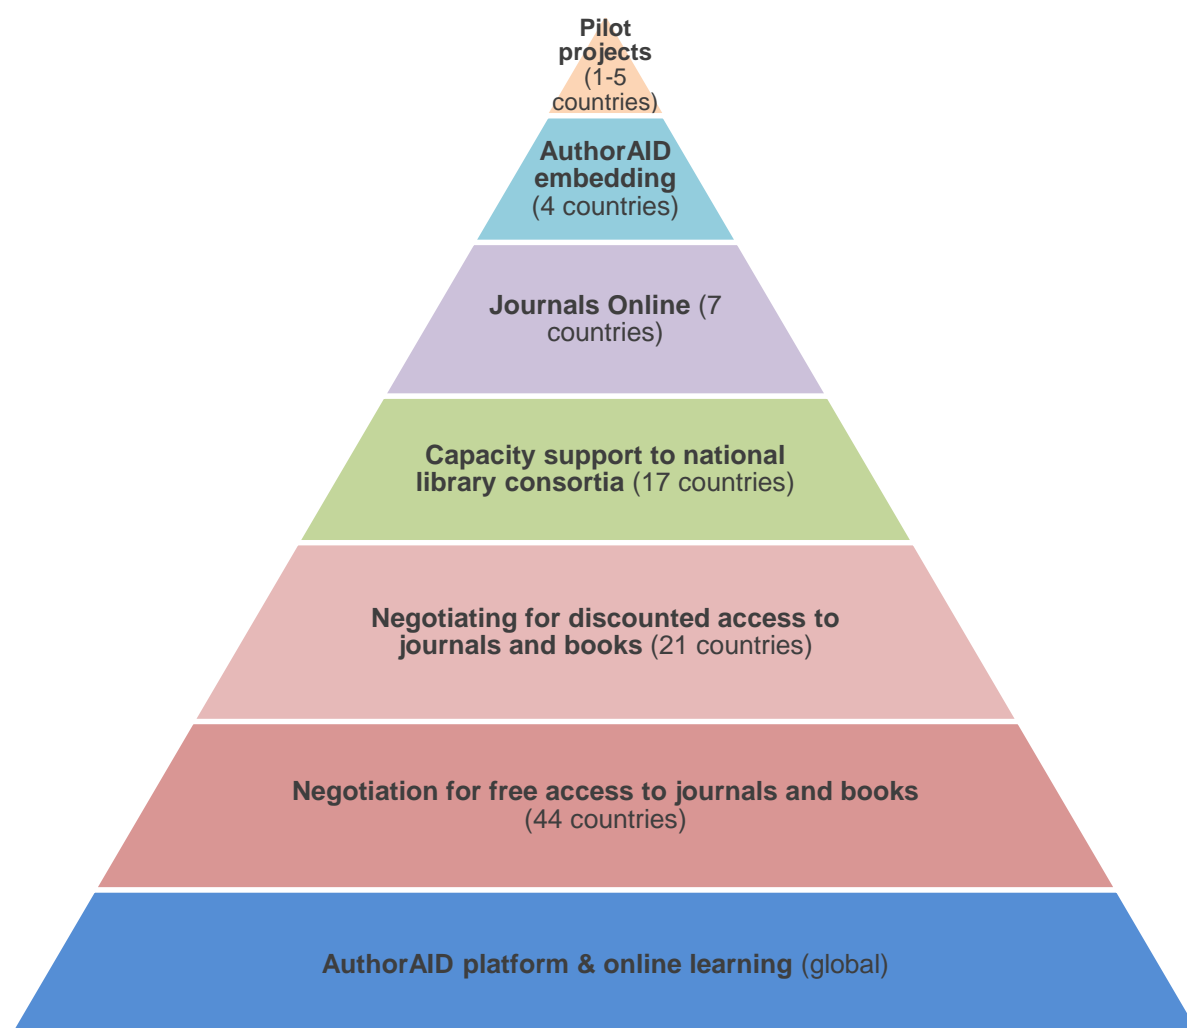 Pilot
projects
(1-5
countries)
AuthorAID
embedding
(4 countries)
Journals Online (7
countries)
Capacity support to national
library consortia (17 countries)
Negotiating for discounted access to
journals and books (21 countries)
Negotiation for free access to journals and books
(44 countries)
AuthorAID platform & online learning (global)